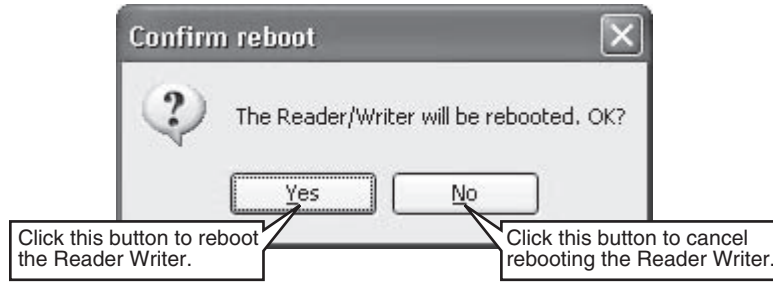 Confirm reboot
The Reader/Writer will be rebooted. OK?
Yes
No
Click this button to reboot
the Reader Writer.
Click this button to cancel
rebooting the Reader Writer.